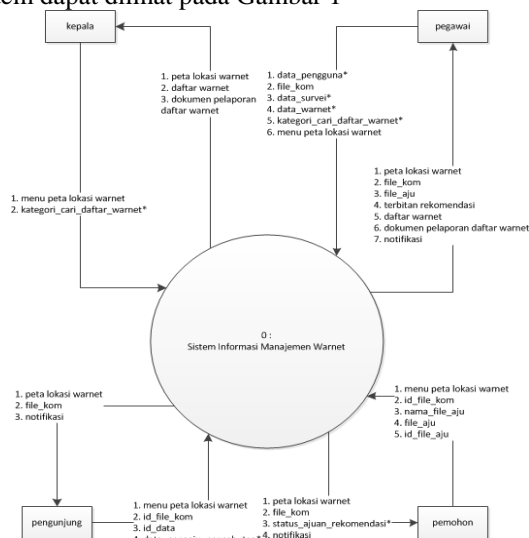 dapat dilihat pada Gambar 1
kepala
pegawai
1. peta lokasi warnet
2. daftar warnet
3. dokumen pelaporan
daftar warnet
1. data_pengguna*
2. file_kom
3. data_survei*
4. data_warnet*
5. kategori_cari_daftar_warnet*
6. menu peta lokasi warnet
1. peta lokasi warnet
2. file_kom
3. file_aju
4. terbitan rekomendasi
5. daftar warnet
6. dokumen pelaporan daftar warnet
7. notifikasi
1. menu peta lokasi warnet
2. kategori_cari_daftar_warnet*
0 :
Sistem Informasi Manajemen Warnet
1. peta lokasi warnet
2. file_kom
3. notifikasi
1. menu peta lokasi warnet
2. id_file_kom
3. nama_file_aju
4. file_aju
5. id_file_aju
1. menu peta lokasi warnet
2. id_file_kom
3. id_data
1. peta lokasi warnet
2. file_kom
3. status_ajuan_rekomendasi*
4. notifikasi
pengunjung
pemohon